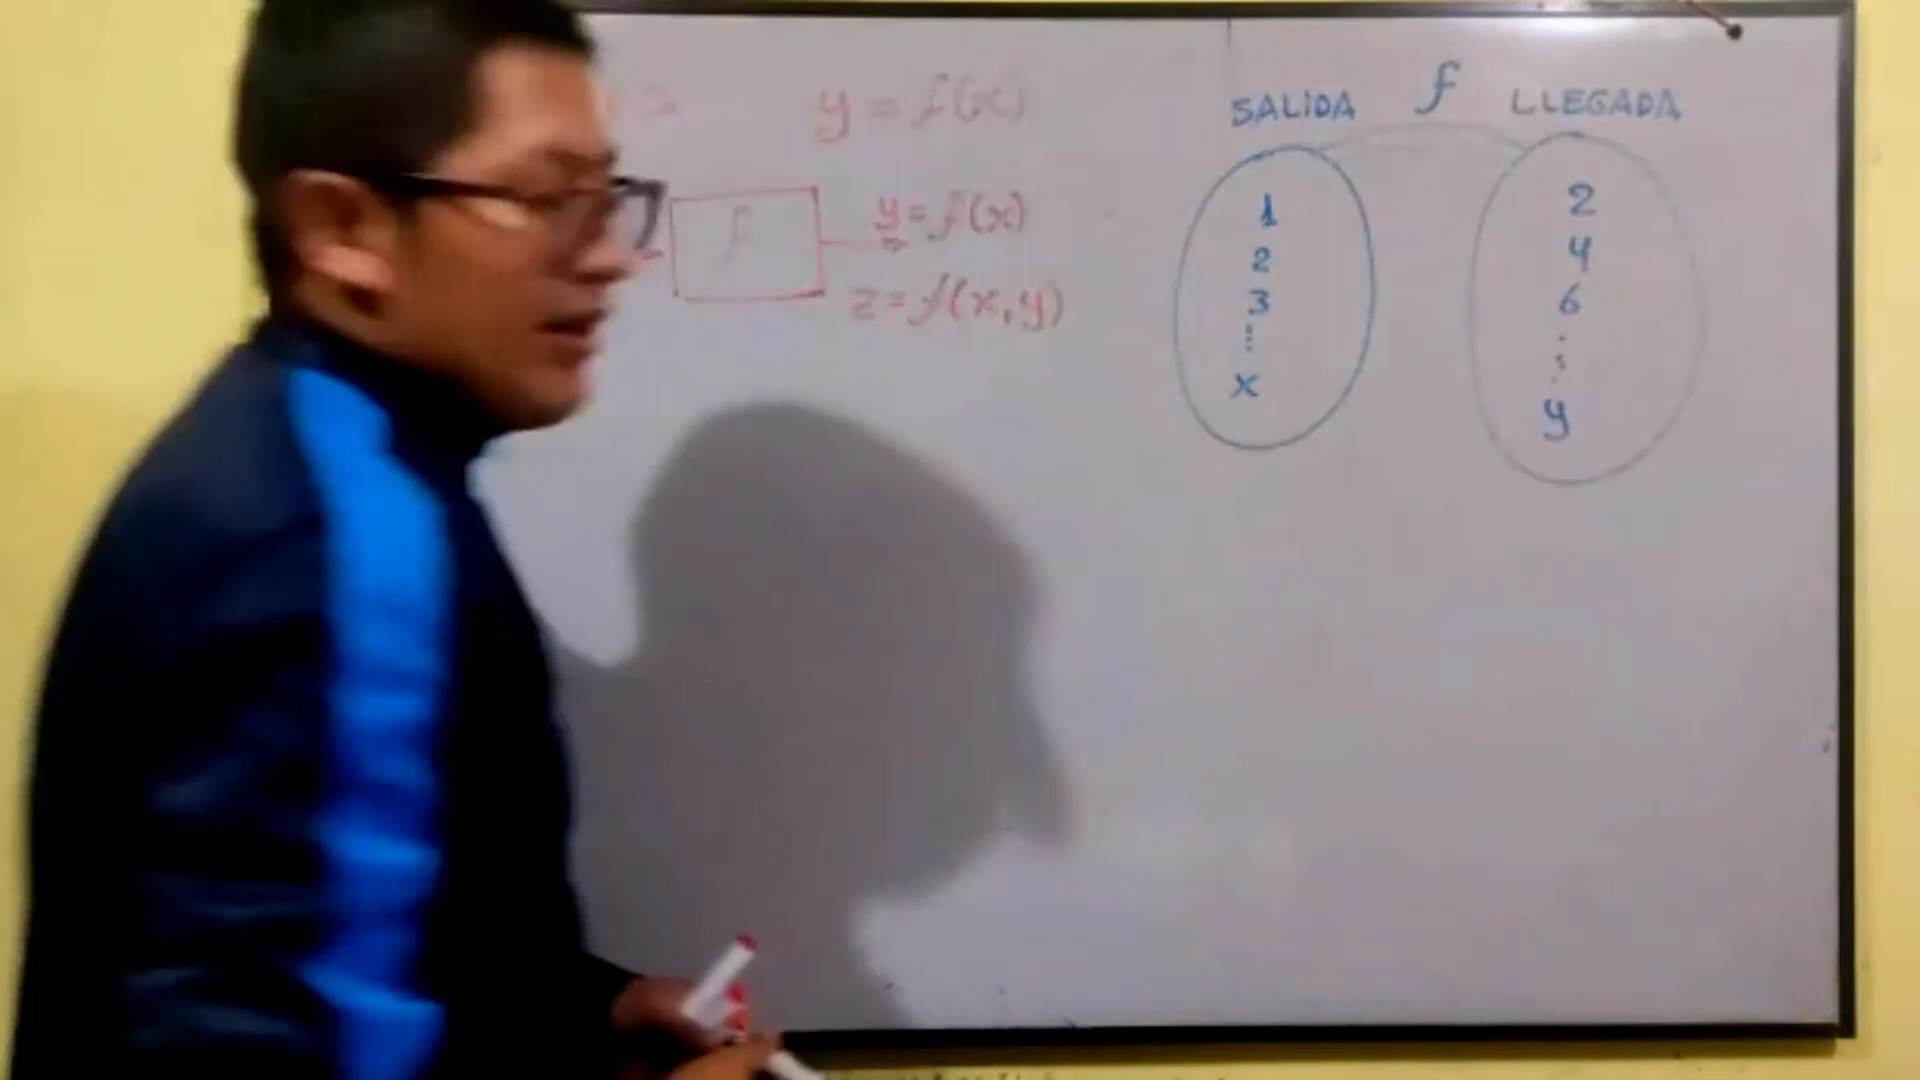 y = f(x)
f
y = f(x)
z = f(x, y)
SALIDA f LLEGADA
1
2
3
⋮
x
2
4
6
⋮
y